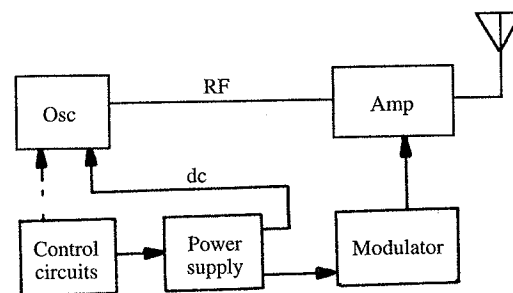 RF
Osc
Amp
dc
Control
circuits
Power
supply
Modulator